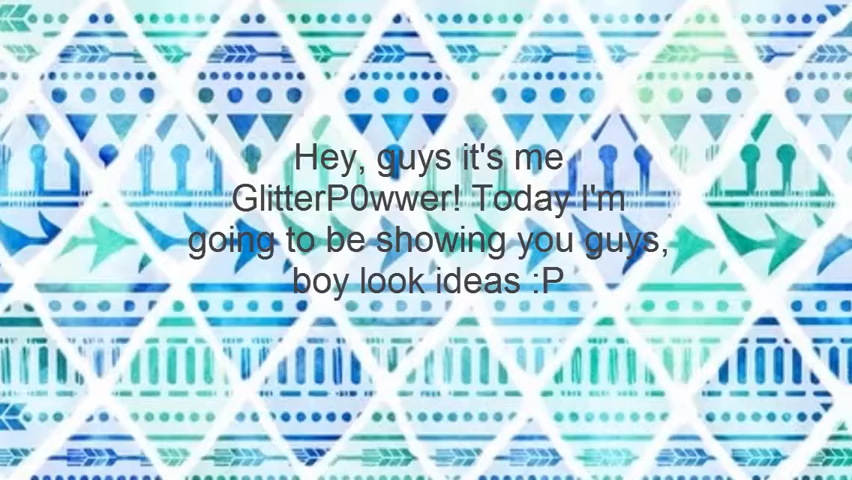 Hey, guys it's me
GlitterP0wwer! Today I'm
going to be showing you guys,
boy look ideas :P